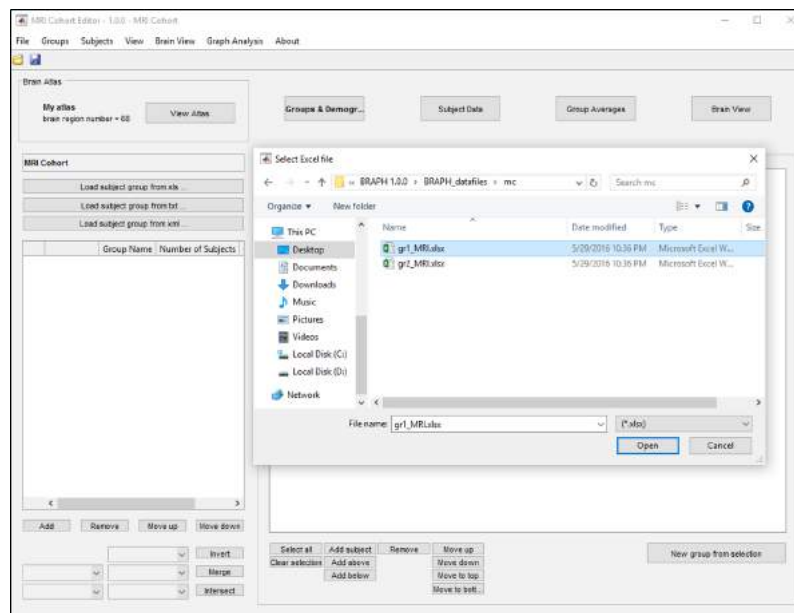 MRI Cohort Editor - 1.0.0 - MRI Cohort
File Groups Subjects View Brain View Graph Analysis About
Brain Atlas
My atlas
brain region number = 68
View Atlas
Groups & Demogr...
Subject Data
Group Averages
Brain View
MRI Cohort
Load subject group from xls ...
Load subject group from txt ...
Load subject group from xml ...
Group Name Number of Subjects
Select Excel file
« BRAPH 1.0.0 › BRAPH_datafiles › mc
Search mc
Organize New folder
This PC
Desktop
Documents
Downloads
Music
Pictures
Videos
Local Disk (C:)
Local Disk (D:)
Network
Name Date modified Type Size
gr1_MRI.xlsx 5/29/2016 10:36 PM Microsoft Excel W...
gr2_MRI.xlsx 5/29/2016 10:36 PM Microsoft Excel W...
File name: gr1_MRI.xlsx (*.xlsx)
Open Cancel
Add Remove Move up Move down
Invert
Merge
Intersect
Select all Add subject Remove Move up
Clear selection Add above Move down
Add below Move to top
Move to bott...
New group from selection